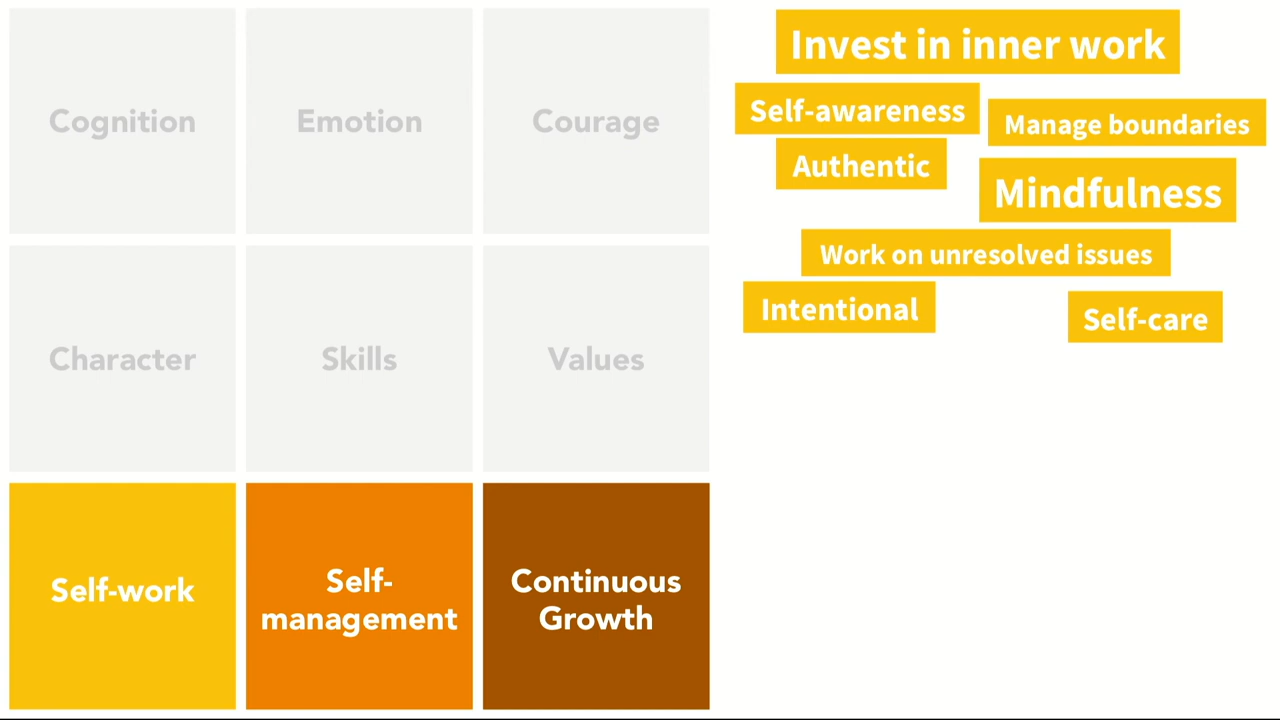 Cognition
Emotion
Courage
Character
Skills
Values
Self-work
Self-
management
Continuous
Growth
Invest in inner work
Self-awareness
Manage boundaries
Authentic
Mindfulness
Work on unresolved issues
Intentional
Self-care